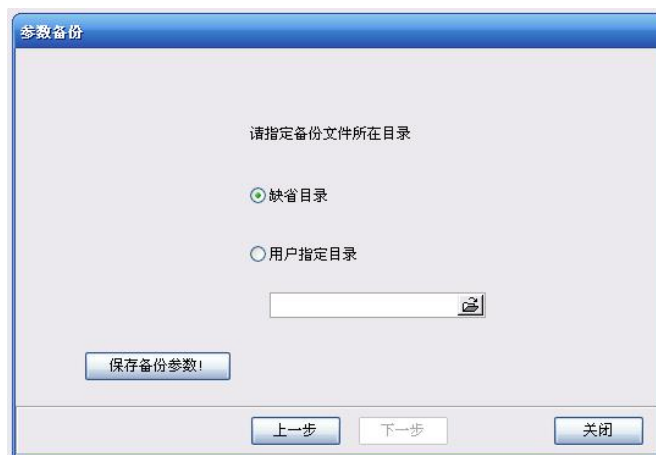 参数备份
请指定备份文件所在目录
缺省目录
用户指定目录
保存备份参数!
上一步 下一步 关闭